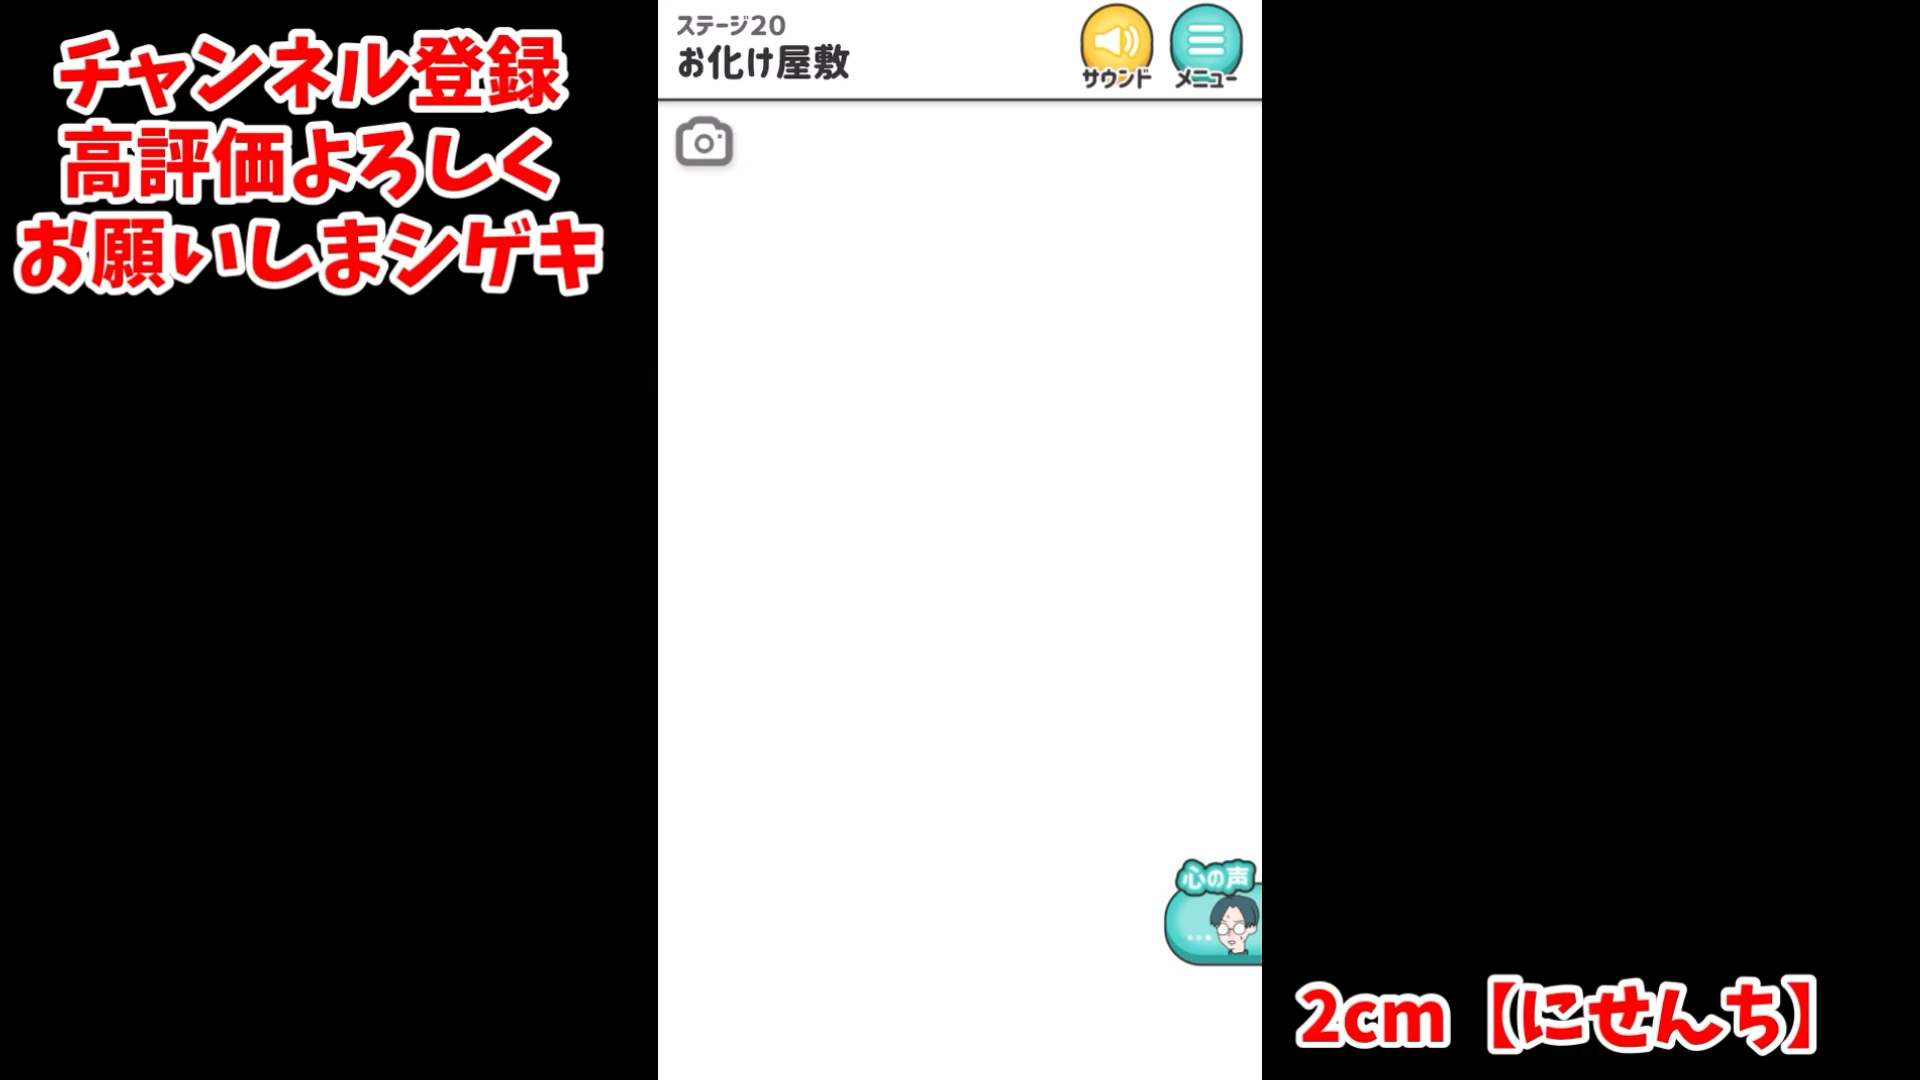 チャンネル登録
高評価よろしく
お願いしまシゲキ
ステージ20
お化け屋敷
サウンド
メニュー
心の声
2cm【にせんち】